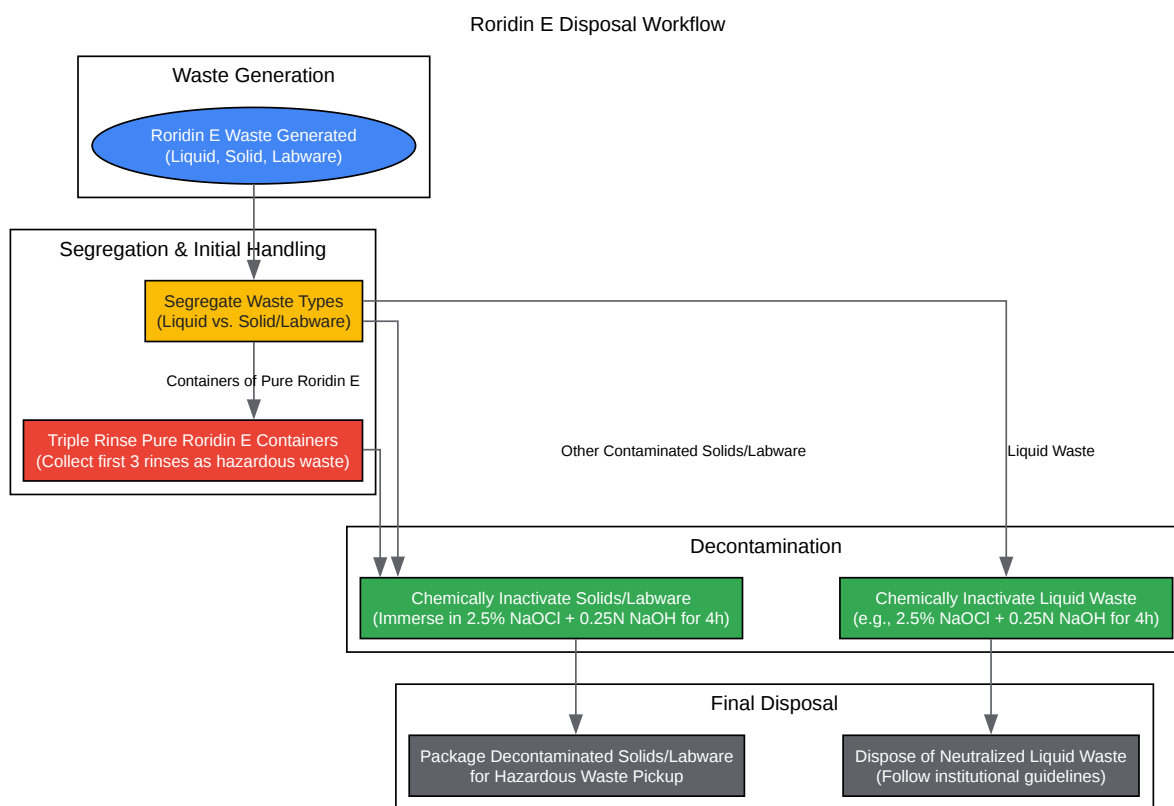 Roridin E Disposal Workflow
Waste Generation
Roridin E Waste Generated
(Liquid, Solid, Labware)
Segregation & Initial Handling
Segregate Waste Types
(Liquid vs. Solid/Labware)
Containers of Pure Roridin E
Triple Rinse Pure Roridin E Containers
(Collect first 3 rinses as hazardous waste)
Other Contaminated Solids/Labware
Liquid Waste
Decontamination
Chemically Inactivate Solids/Labware
(Immerse in 2.5% NaOCl + 0.25N NaOH for 4h)
Chemically Inactivate Liquid Waste
(e.g., 2.5% NaOCl + 0.25N NaOH for 4h)
Final Disposal
Package Decontaminated Solids/Labware
for Hazardous Waste Pickup
Dispose of Neutralized Liquid Waste
(Follow institutional guidelines)